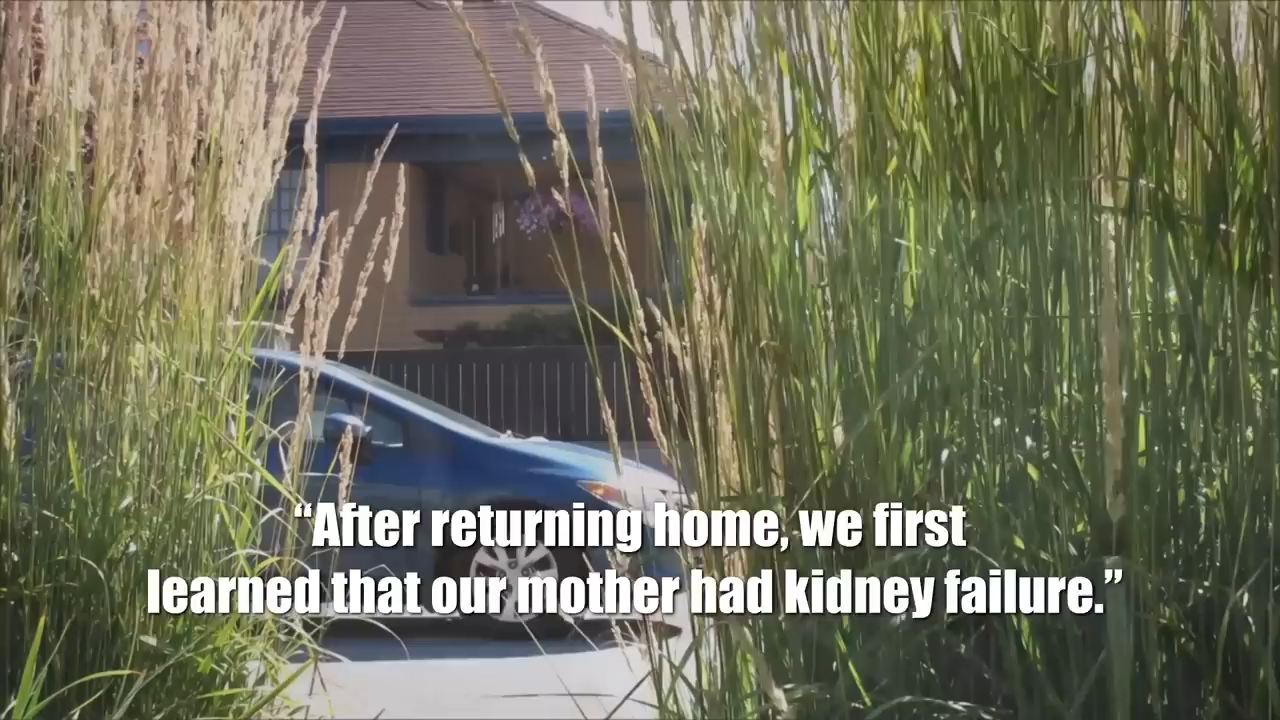 “After returning home, we first
learned that our mother had kidney failure.”